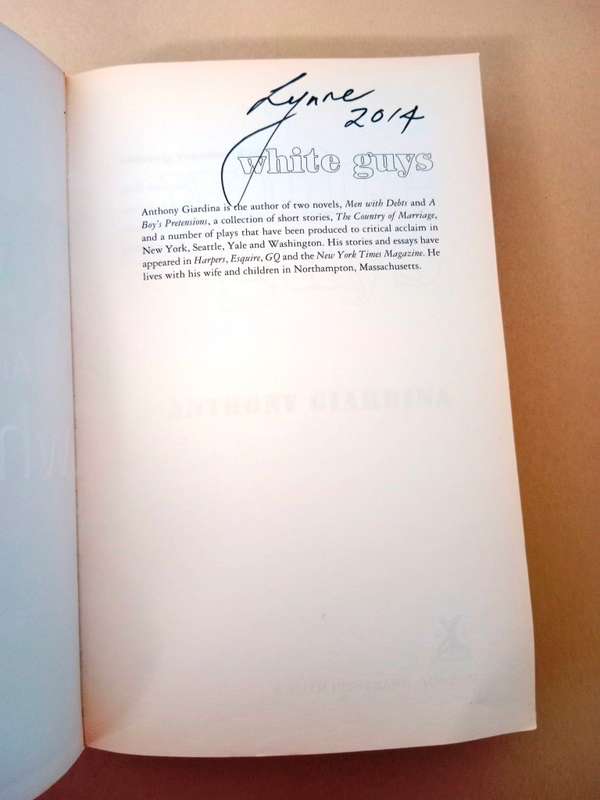 Lynne
2014
white guys
Anthony Giardina is the author of two novels, Men with Debts and A
Boy's Pretensions, a collection of short stories, The Country of Marriage,
and a number of plays that have been produced to critical acclaim in
New York, Seattle, Yale and Washington. His stories and essays have
appeared in Harpers, Esquire, GQ and the New York Times Magazine. He
lives with his wife and children in Northampton, Massachusetts.